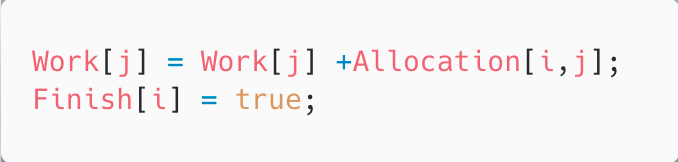 Work[j] = Work[j] +Allocation[i,j];
Finish[i] = true;